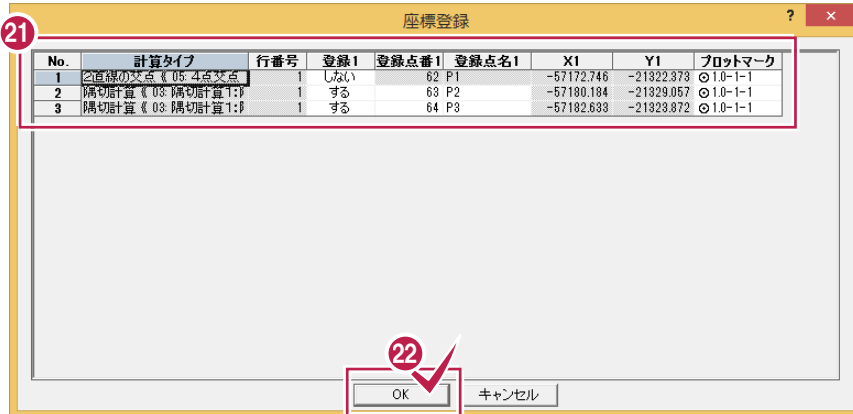 座標登録
? ×
21
No. 計算タイプ 行番号 登録1 登録点番1 登録点名1 X1 Y1 プロットマーク
1 2直線の交点《 05: 4点交点 1 しない 62 P1 -57172.746 -21322.373 1.0-1-1
2 隅切計算《 03: 隅切計算1: 1 する 63 P2 -57180.184 -21329.057 1.0-1-1
3 隅切計算《 03: 隅切計算1: 1 する 64 P3 -57182.633 -21323.872 1.0-1-1
22
OK キャンセル